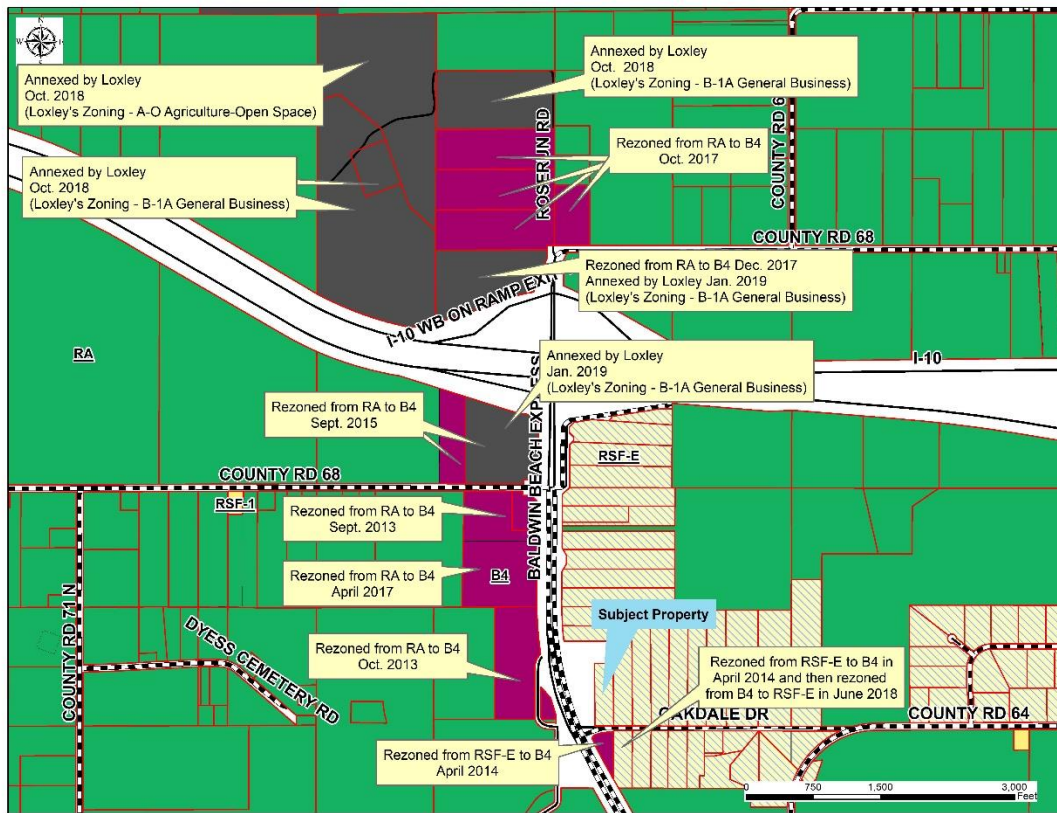 Annexed by Loxley
Oct. 2018
(Loxley's Zoning - A-O Agriculture-Open Space)
Annexed by Loxley
Oct. 2018
(Loxley's Zoning - B-1A General Business)
Annexed by Loxley
Oct. 2018
(Loxley's Zoning - B-1A General Business)
COUNTY RD 6
Rezoned from RA to B4
Oct. 2017
ROSERUN RD
COUNTY RD 68
Rezoned from RA to B4 Dec. 2017
Annexed by Loxley Jan. 2019
(Loxley's Zoning - B-1A General Business)
I-10 WB ON RAMP EXIT
RA
I-10
Annexed by Loxley
Jan. 2019
(Loxley's Zoning - B-1A General Business)
Rezoned from RA to B4
Sept. 2015
BALDWIN BEACH EXPRESS
RSF-E
COUNTY RD 68
RSF-1
Rezoned from RA to B4
Sept. 2013
Rezoned from RA to B4
April 2017
B4
COUNTY RD 71 N
DYESS CEMETERY RD
Subject Property
Rezoned from RA to B4
Oct. 2013
Rezoned from RSF-E to B4 in
April 2014 and then rezoned
from B4 to RSF-E in June 2018
OAKDALE DR
COUNTY RD 64
Rezoned from RSF-E to B4
April 2014
0 750 1,500 3,000
Feet